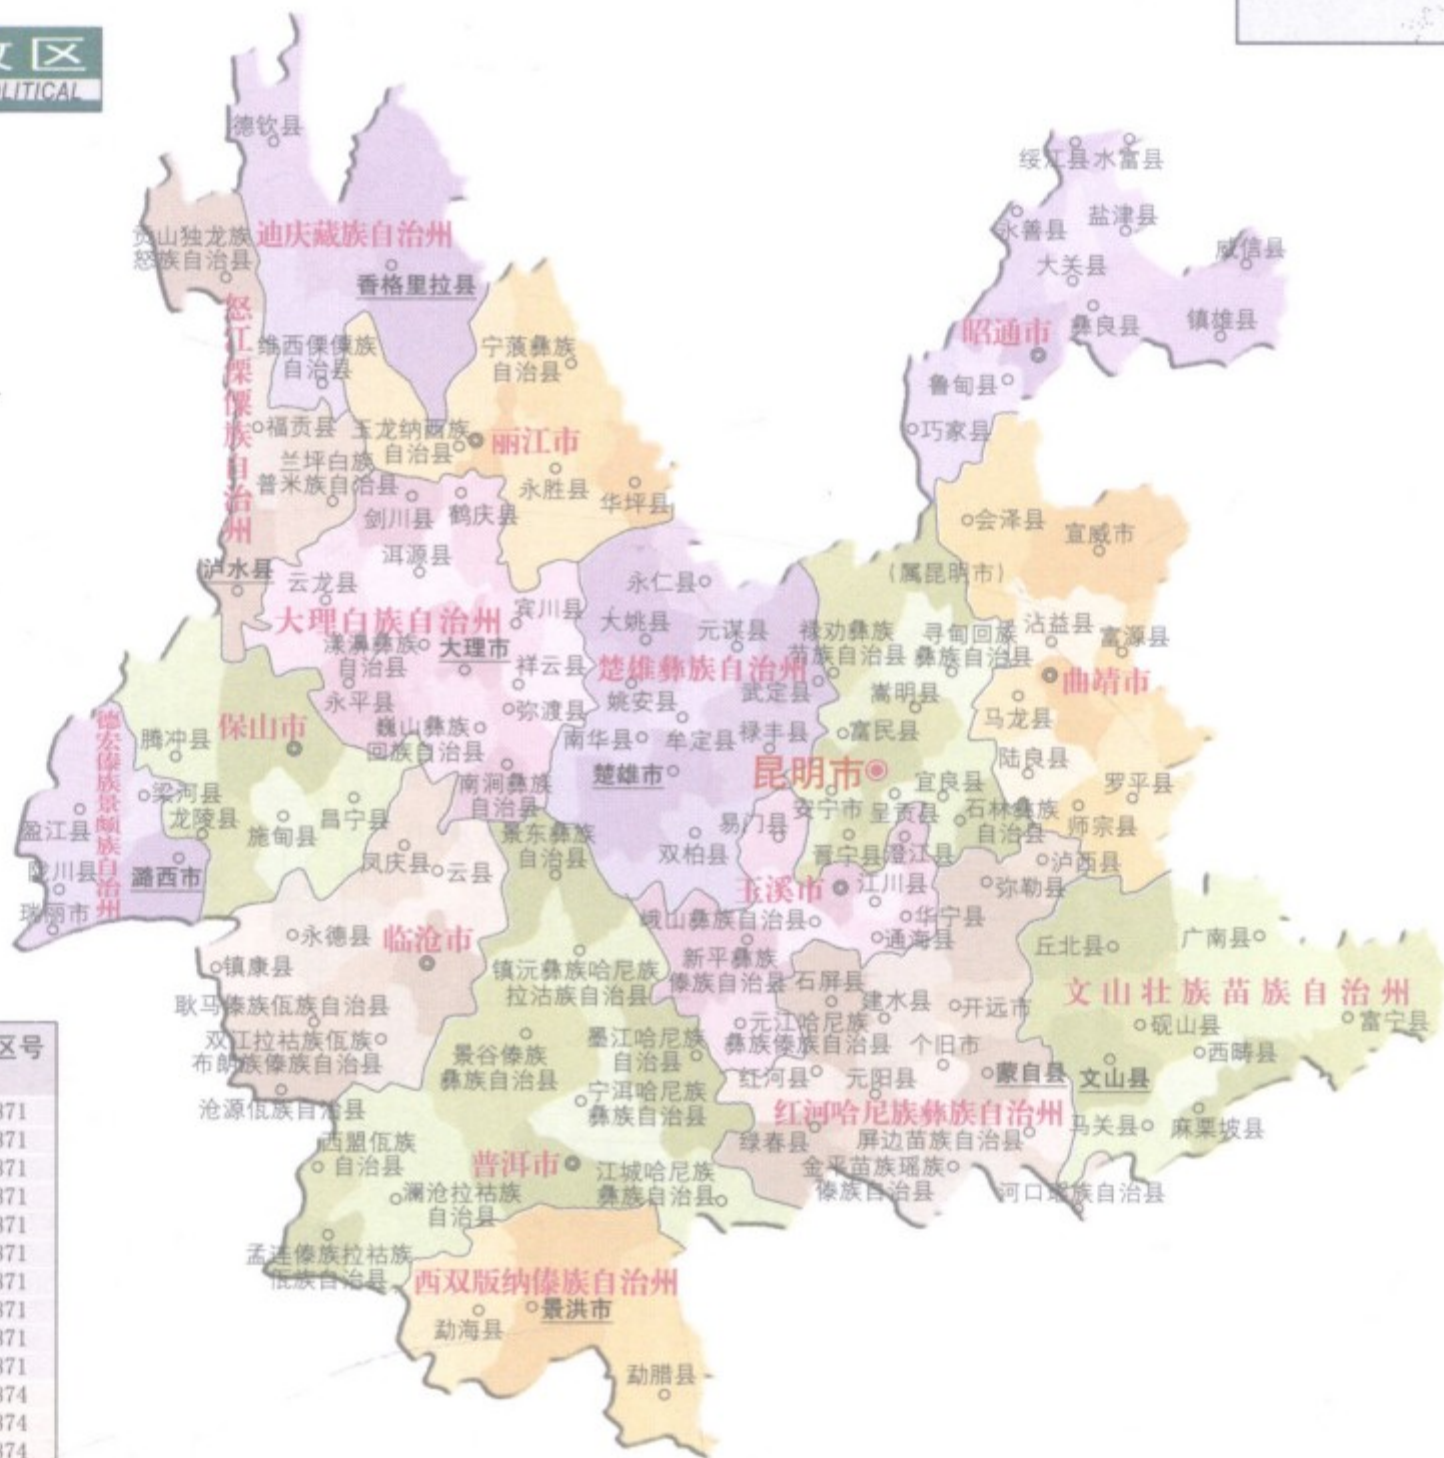 政区
POLITICAL
德钦县
绥江县
水富县
永善县
盐津县
威信县
贡山独龙族
怒族自治县
迪庆藏族自治州
大关县
香格里拉县
怒江傈僳族自治州
昭通市
彝良县
镇雄县
维西傈僳族
自治县
宁蒗彝族
自治县
鲁甸县
福贡县
玉龙纳西族
自治县
丽江市
巧家县
兰坪白族
普米族自治县
永胜县
华坪县
剑川县
鹤庆县
会泽县
宣威市
洱源县
泸水县
云龙县
永仁县
(属昆明市)
宾川县
大理白族自治州
大姚县
元谋县
禄劝彝族
苗族自治县
寻甸回族
彝族自治县
沾益县
富源县
漾濞彝族
自治县
大理市
祥云县
楚雄彝族自治州
武定县
曲靖市
永平县
弥渡县
姚安县
嵩明县
马龙县
保山市
腾冲县
巍山彝族
回族自治县
南华县
牟定县
禄丰县
富民县
陆良县
德宏傣族景颇族自治州
楚雄市
昆明市
南涧彝族
自治县
宜良县
罗平县
梁河县
龙陵县
安宁市
呈贡县
石林彝族
自治县
盈江县
施甸县
昌宁县
景东彝族
自治县
易门县
师宗县
双柏县
晋宁县
澄江县
凤庆县
云县
泸西县
陇川县
潞西市
玉溪市
江川县
弥勒县
瑞丽市
峨山彝族自治县
华宁县
永德县
临沧市
通海县
丘北县
广南县
镇康县
镇沅彝族哈尼族
拉沽族自治县
新平彝族
傣族自治县
石屏县
文山壮族苗族自治州
耿马傣族佤族自治县
建水县
开远市
元江哈尼族
彝族傣族自治县
砚山县
富宁县
双江拉祜族佤族
布朗族傣族自治县
景谷傣族
彝族自治县
墨江哈尼族
自治县
个旧市
西畴县
红河县
元阳县
蒙自县
文山县
沧源佤族自治县
宁洱哈尼族
彝族自治县
红河哈尼族彝族自治州
马关县
麻栗坡县
西盟佤族
自治县
绿春县
屏边苗族自治县
普洱市
江城哈尼族
彝族自治县
金平苗族瑶族
傣族自治县
河口瑶族自治县
澜沧拉祜族
自治县
孟连傣族拉祜族
佤族自治县
西双版纳傣族自治州
景洪市
勐海县
勐腊县
区号
871
871
871
871
871
871
871
871
871
871
874
874
874